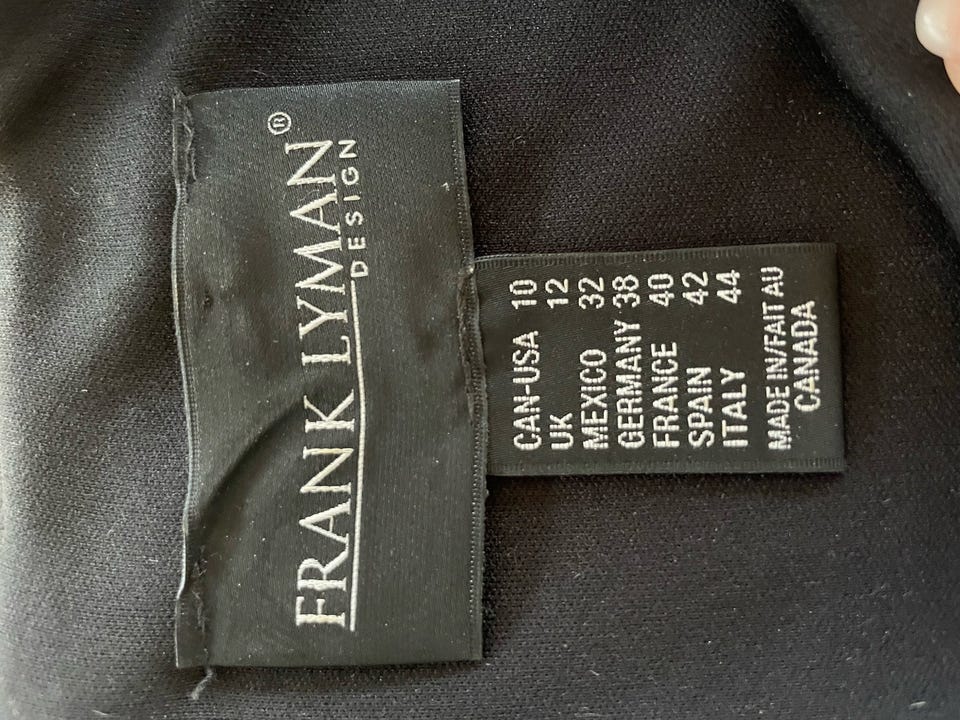 FRANK LYMAN®
DESIGN
CAN-USA 10
UK 12
MEXICO 32
GERMANY 38
FRANCE 40
SPAIN 42
ITALY 44
MADE IN/FAIT AU
CANADA